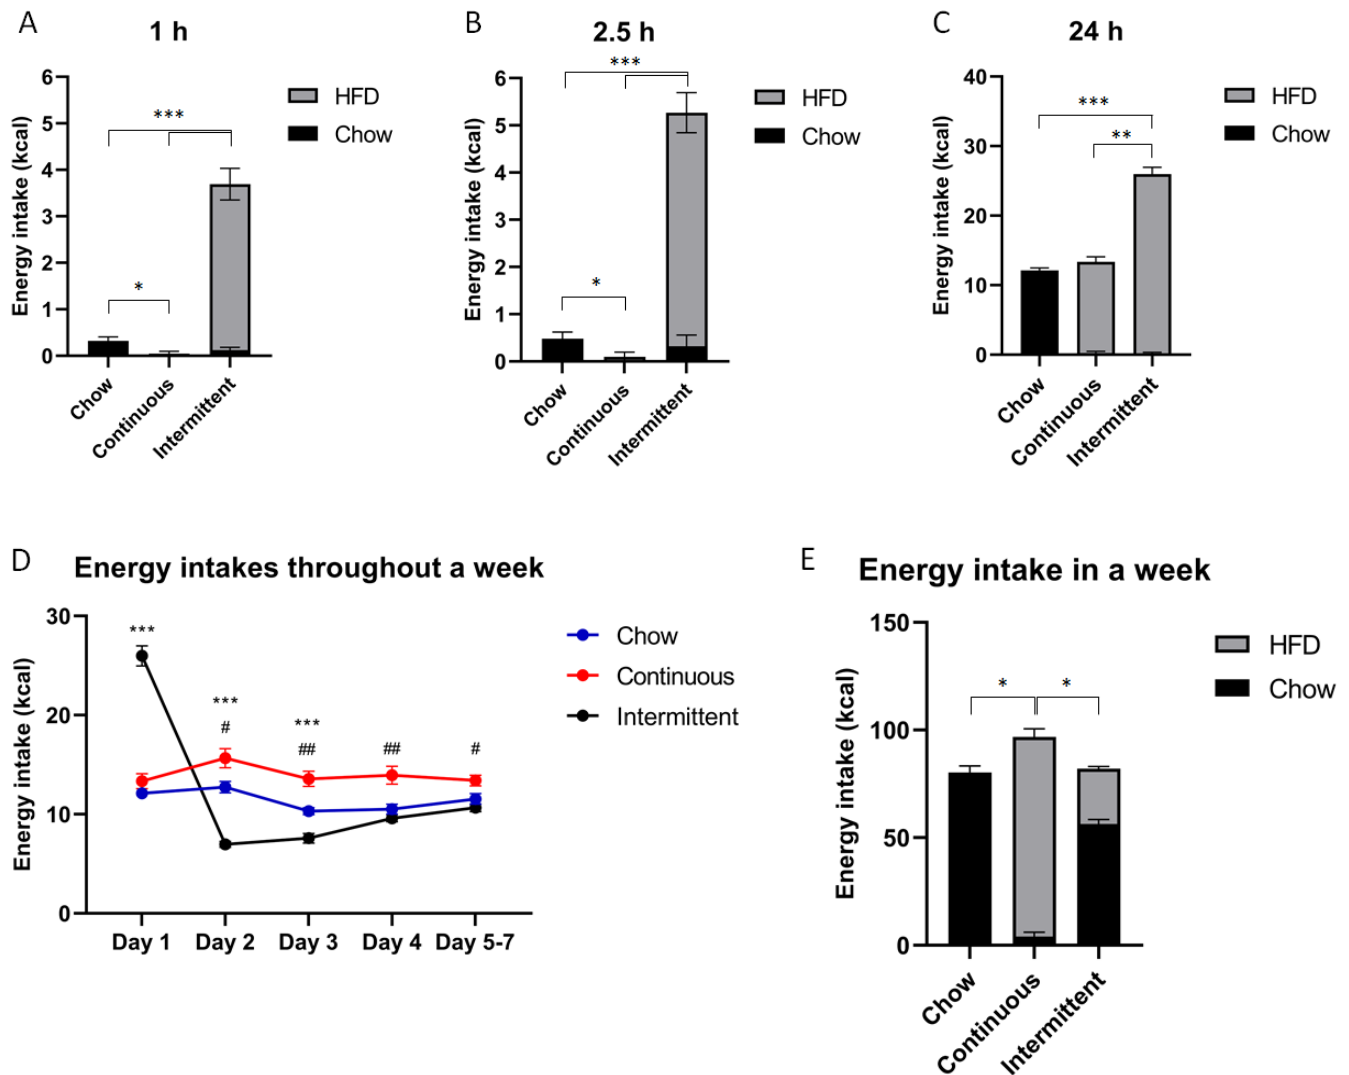 A
1 h
6
5
4
3
2
1
0
Energy intake (kcal)
***
*
HFD
Chow
Chow
Continuous
Intermittent
B
2.5 h
6
5
4
3
2
1
0
Energy intake (kcal)
***
*
HFD
Chow
Chow
Continuous
Intermittent
C
24 h
40
30
20
10
0
Energy intake (kcal)
***
**
HFD
Chow
Chow
Continuous
Intermittent
D
Energy intakes throughout a week
30
20
10
0
Energy intake (kcal)
***
***
#
***
##
##
#
Day 1 Day 2 Day 3 Day 4 Day 5-7
Chow
Continuous
Intermittent
E
Energy intake in a week
150
100
50
0
Energy intake (kcal)
* *
HFD
Chow
Chow
Continuous
Intermittent